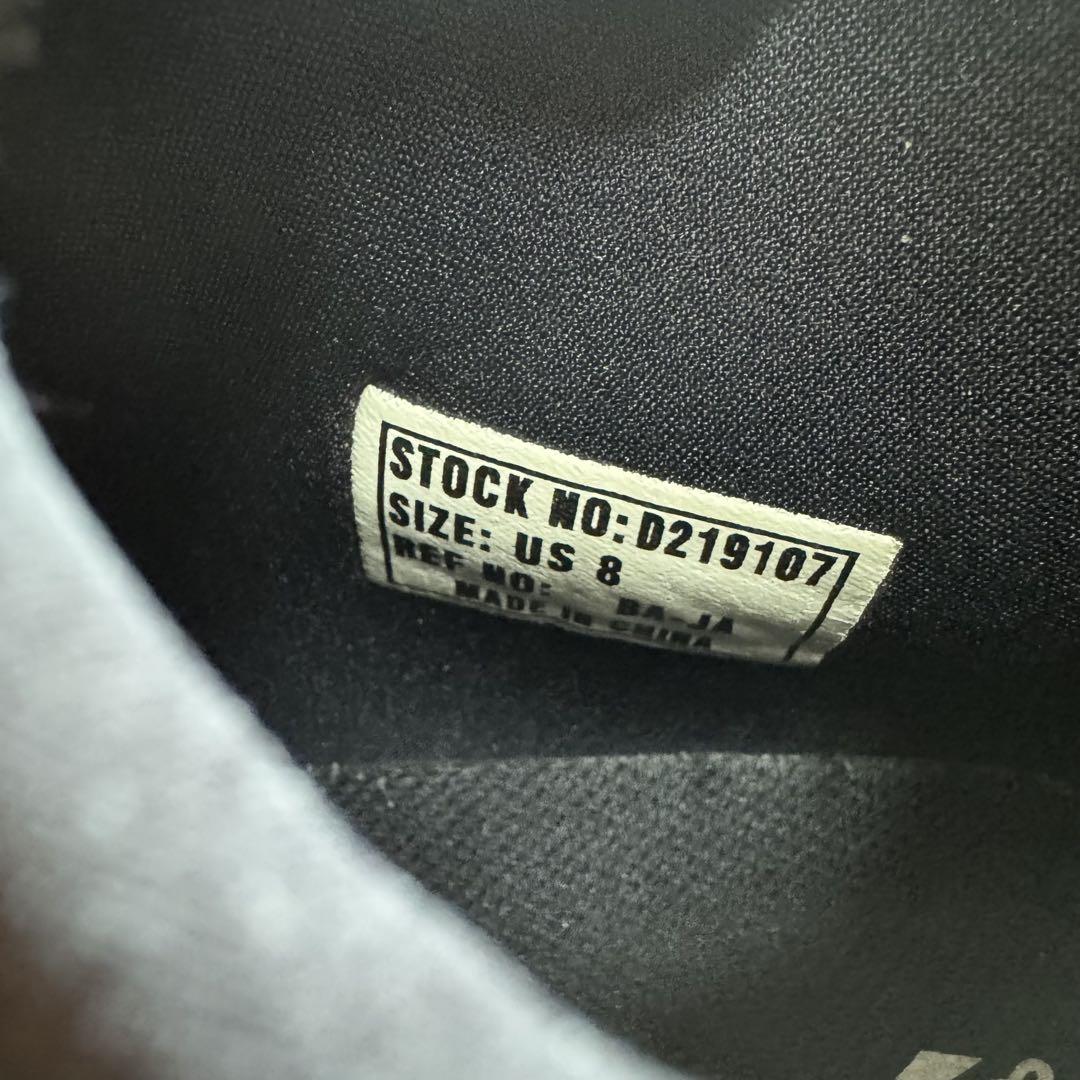 STOCK NO: D219107
SIZE: US 8
REF NO: BA-JA
MADE IN CHINA